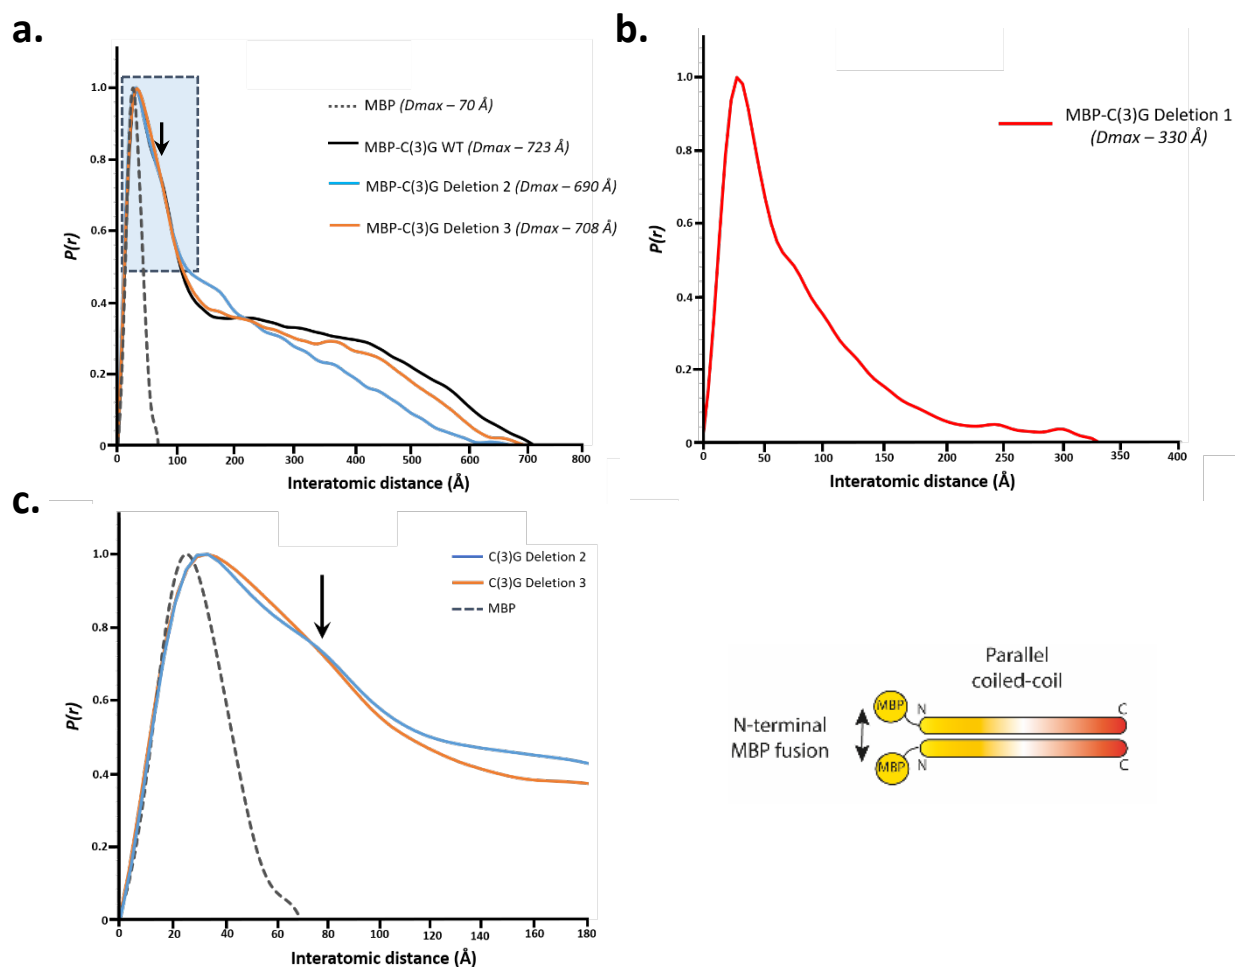 a.
P(r)
1.0
0.8
0.6
0.4
0.2
0
0
100
200
300
400
500
600
700
800
Interatomic distance (Å)
MBP (Dmax – 70 Å)
MBP-C(3)G WT (Dmax – 723 Å)
MBP-C(3)G Deletion 2 (Dmax – 690 Å)
MBP-C(3)G Deletion 3 (Dmax – 708 Å)
b.
P(r)
1.0
0.8
0.6
0.4
0.2
0
0
50
100
150
200
250
300
350
400
Interatomic distance (Å)
MBP-C(3)G Deletion 1
(Dmax – 330 Å)
c.
P(r)
1.0
0.8
0.6
0.4
0.2
0
0
20
40
60
80
100
120
140
160
180
Interatomic distance (Å)
C(3)G Deletion 2
C(3)G Deletion 3
MBP
Parallel
coiled-coil
N-terminal
MBP fusion
MBP
N
C
MBP
N
C